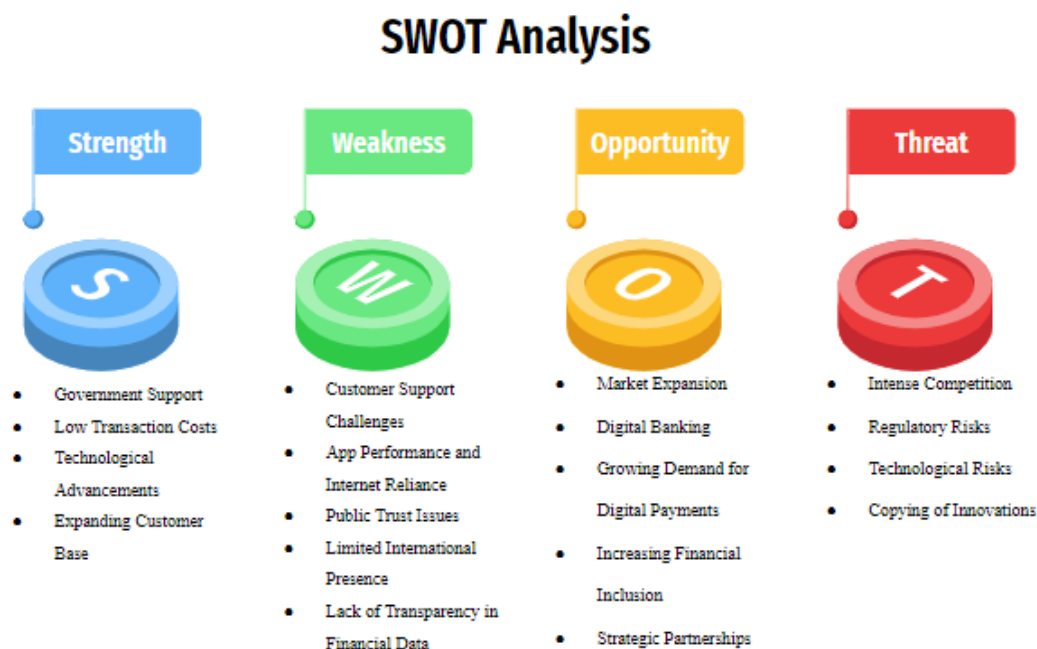 SWOT Analysis
Strength
Weakness
Opportunity
Threat
S
W
O
T
● Government Support
● Low Transaction Costs
● Technological
Advancements
● Expanding Customer
Base
● Customer Support
Challenges
● App Performance and
Internet Reliance
● Public Trust Issues
● Limited International
Presence
● Lack of Transparency in
Financial Data
● Market Expansion
● Digital Banking
● Growing Demand for
Digital Payments
● Increasing Financial
Inclusion
● Strategic Partnerships
● Intense Competition
● Regulatory Risks
● Technological Risks
● Copying of Innovations